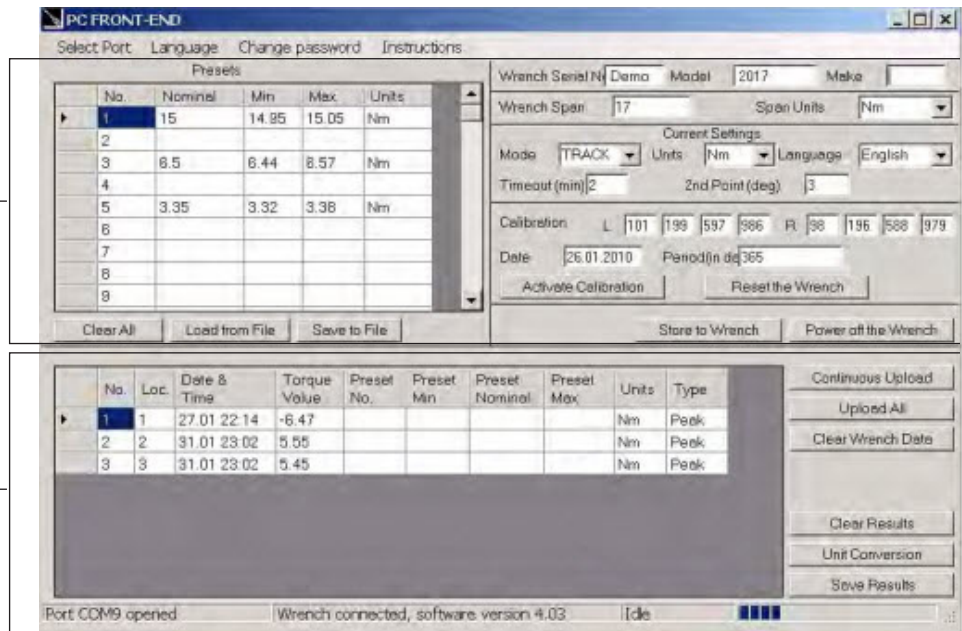 PC FRONT-END
Select Port Language Change password Instructions
Presets
No. Nominal Min Max Units
1 15 14.95 15.05 Nm
2
3 6.5 6.44 6.57 Nm
4
5 3.35 3.32 3.38 Nm
6
7
8
9
Clear All Load from File Save to File
Wrench Serial N Demo Model 2017 Make
Wrench Span 17 Span Units Nm
Current Settings
Mode TRACK Units Nm Language English
Timeout (min) 2 2nd Point (deg) 3
Calibration L 101 199 597 986 R 98 196 588 979
Date 26.01.2010 Period(in de 365
Activate Calibration Reset the Wrench
Store to Wrench Power off the Wrench
No. Loc. Date & Time Torque Value Preset No. Preset Min Preset Nominal Preset Max Units Type
1 1 27.01 22:14 -6.47 Nm Peak
2 2 31.01 23:02 5.55 Nm Peak
3 3 31.01 23:02 5.45 Nm Peak
Continuous Upload
Upload All
Clear Wrench Data
Clear Results
Unit Conversion
Save Results
Port COM9 opened Wrench connected, software version 4.03 Idle